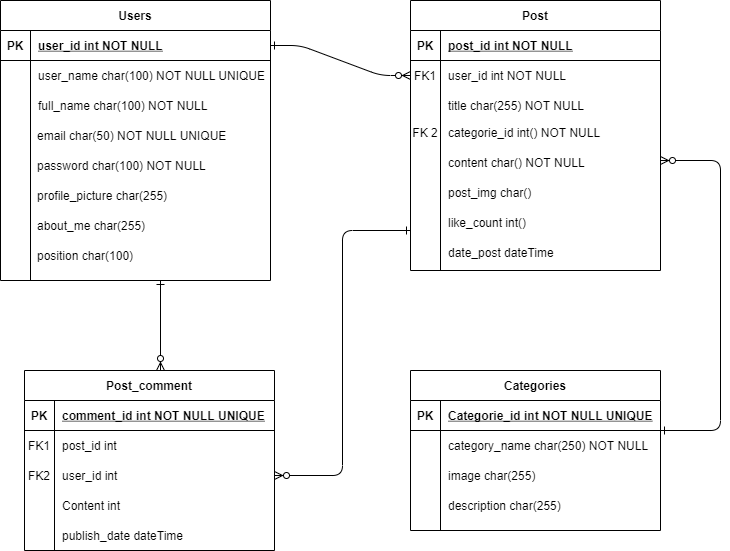 Users
PK user_id int NOT NULL
user_name char(100) NOT NULL UNIQUE
full_name char(100) NOT NULL
email char(50) NOT NULL UNIQUE
password char(100) NOT NULL
profile_picture char(255)
about_me char(255)
position char(100)
Post
PK post_id int NOT NULL
FK1 user_id int NOT NULL
title char(255) NOT NULL
FK 2 categorie_id int() NOT NULL
content char() NOT NULL
post_img char()
like_count int()
date_post dateTime
Post_comment
PK comment_id int NOT NULL UNIQUE
FK1 post_id int
FK2 user_id int
Content int
publish_date dateTime
Categories
PK Categorie_id int NOT NULL UNIQUE
category_name char(250) NOT NULL
image char(255)
description char(255)